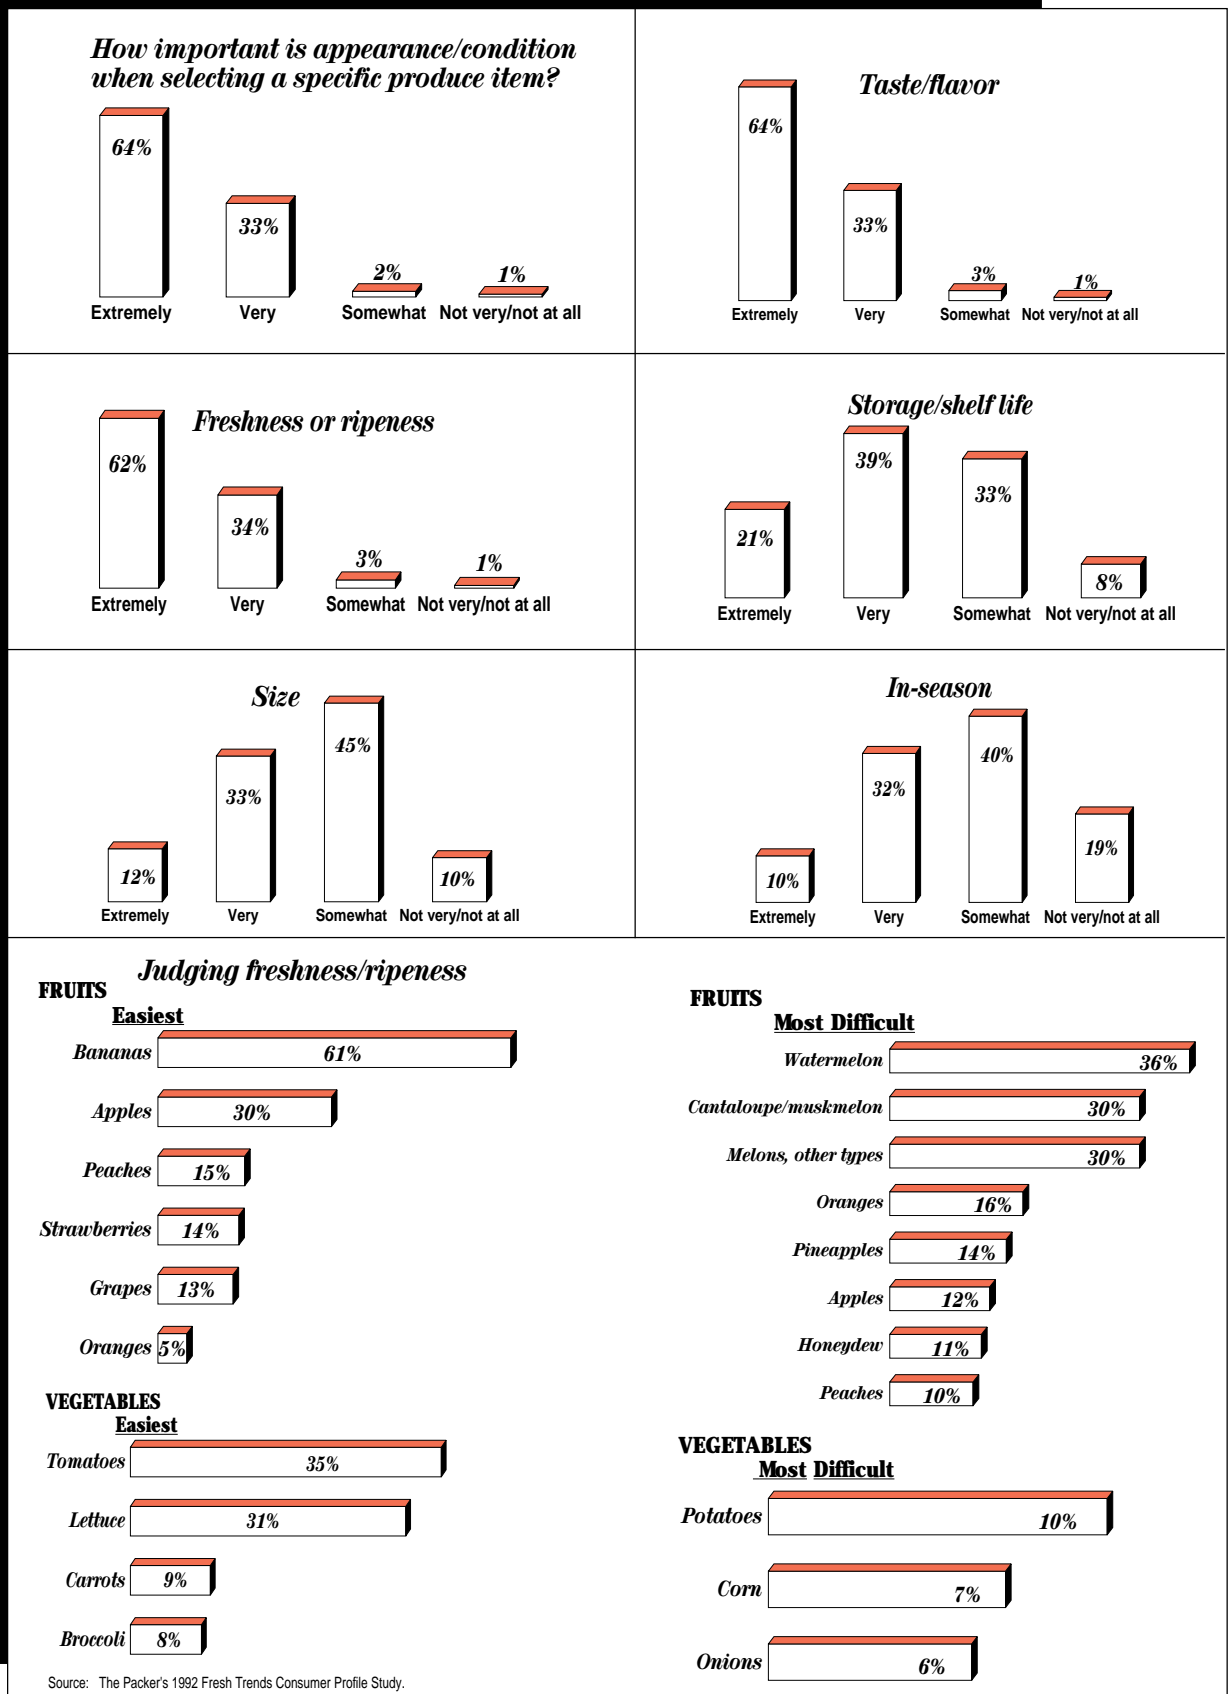 How important is appearance/condition
when selecting a specific produce item?
64%
33%
2%
1%
Extremely
Very
Somewhat
Not very/not at all
Taste/flavor
64%
33%
3%
1%
Extremely
Very
Somewhat
Not very/not at all
Freshness or ripeness
62%
34%
3%
1%
Extremely
Very
Somewhat
Not very/not at all
Storage/shelf life
21%
39%
33%
8%
Extremely
Very
Somewhat
Not very/not at all
Size
12%
33%
45%
10%
Extremely
Very
Somewhat
Not very/not at all
In-season
10%
32%
40%
19%
Extremely
Very
Somewhat
Not very/not at all
Judging freshness/ripeness
FRUITS
Easiest
Bananas 61%
Apples 30%
Peaches 15%
Strawberries 14%
Grapes 13%
Oranges 5%
VEGETABLES
Easiest
Tomatoes 35%
Lettuce 31%
Carrots 9%
Broccoli 8%
FRUITS
Most Difficult
Watermelon 36%
Cantaloupe/muskmelon 30%
Melons, other types 30%
Oranges 16%
Pineapples 14%
Apples 12%
Honeydew 11%
Peaches 10%
VEGETABLES
Most Difficult
Potatoes 10%
Corn 7%
Onions 6%
Source: The Packer's 1992 Fresh Trends Consumer Profile Study.